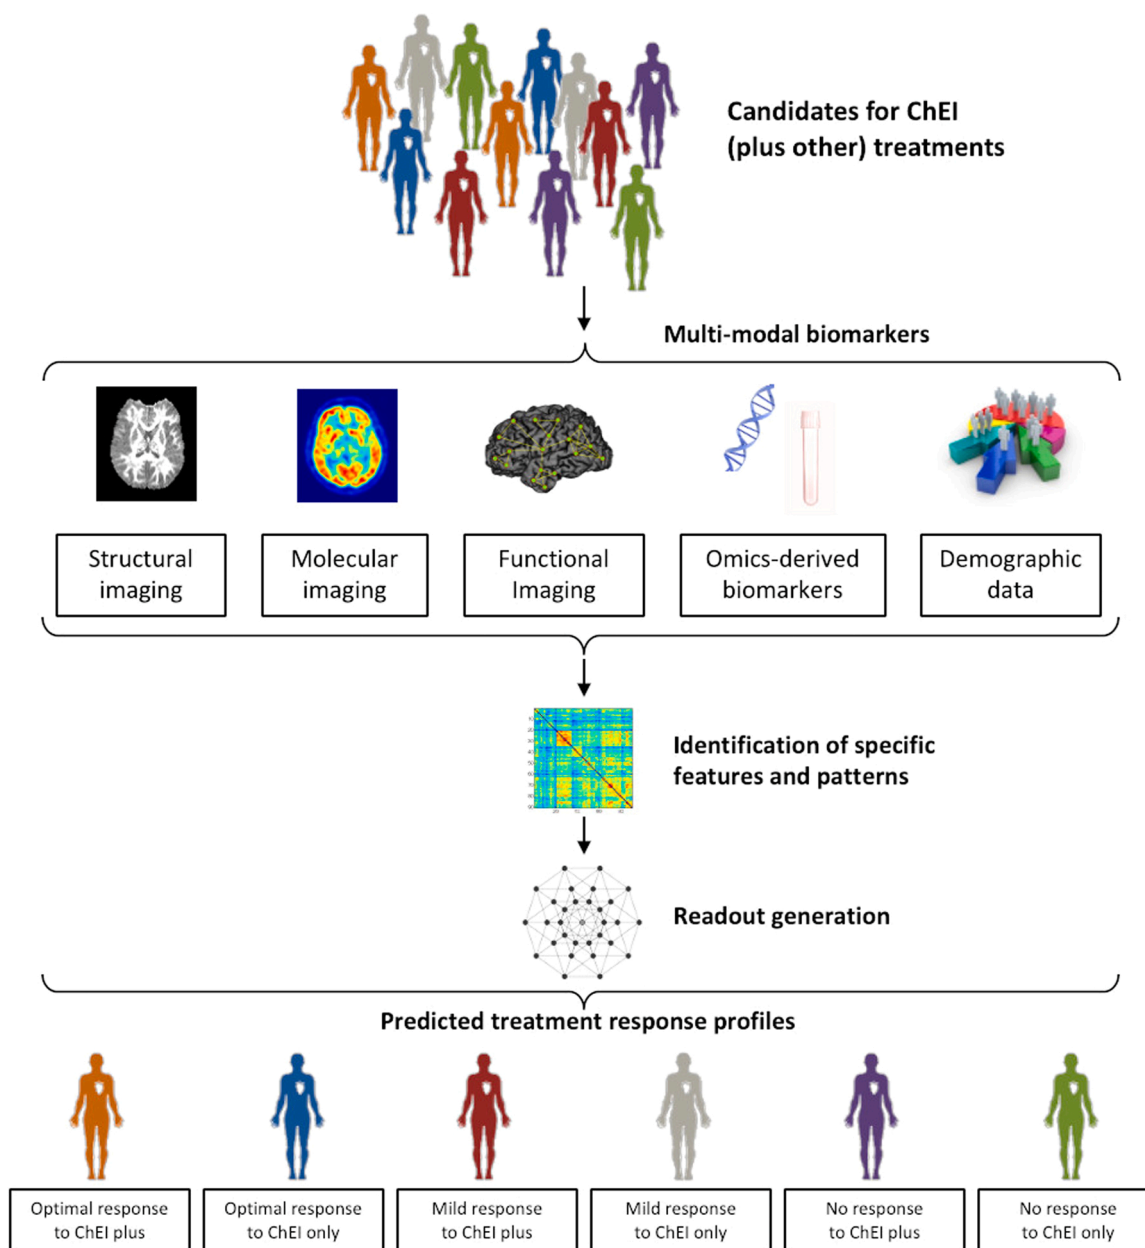 Candidates for ChEI
(plus other) treatments
Multi-modal biomarkers
Structural
imaging
Molecular
imaging
Functional
Imaging
Omics-derived
biomarkers
Demographic
data
Identification of specific
features and patterns
Readout generation
Predicted treatment response profiles
Optimal response
to ChEI plus
Optimal response
to ChEI only
Mild response
to ChEI plus
Mild response
to ChEI only
No response
to ChEI plus
No response
to ChEI only